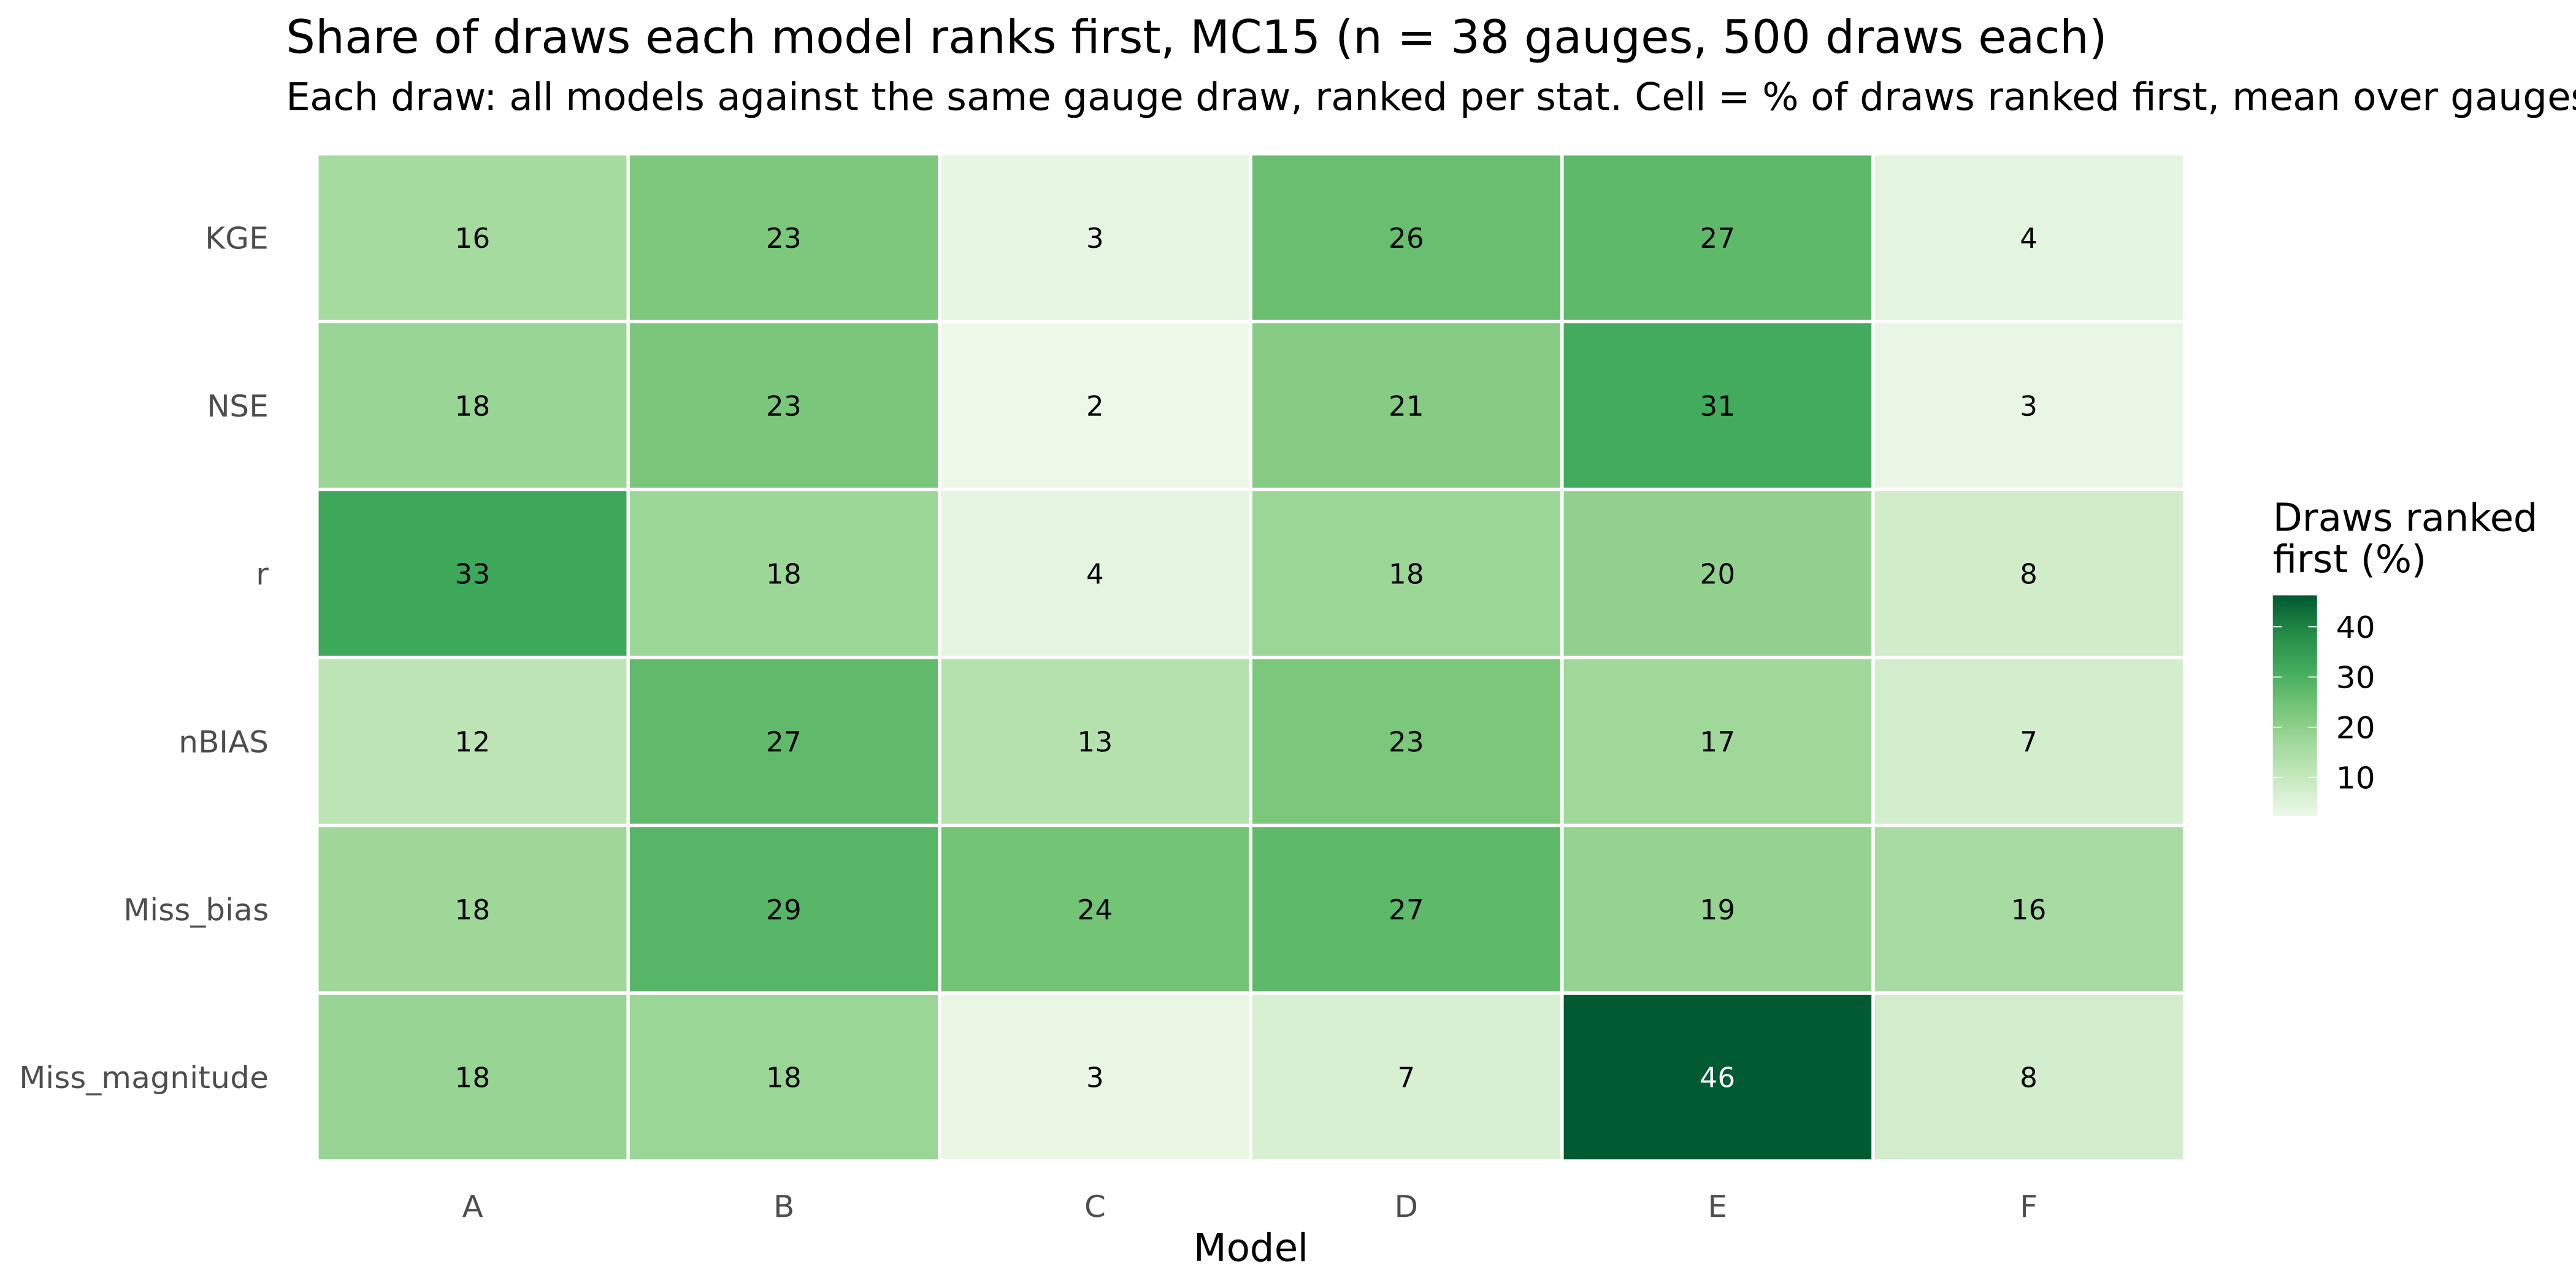 Share of draws each model ranks first, MC15 (n = 38 gauges, 500 draws each)
Each draw: all models against the same gauge draw, ranked per stat. Cell = % of draws ranked first, mean over gauges
KGE 16 23 3 26 27 4
NSE 18 23 2 21 31 3
r 33 18 4 18 20 8
nBIAS 12 27 13 23 17 7
Miss_bias 18 29 24 27 19 16
Miss_magnitude 18 18 3 7 46 8
A B C D E F
Model
Draws ranked
first (%)
40
30
20
10